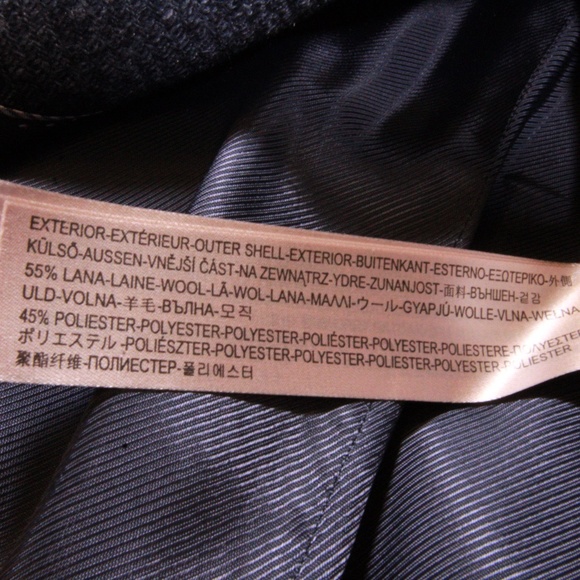 EXTERIOR-EXTÉRIEUR-OUTER SHELL-EXTERIOR-BUITENKANT-ESTERNO-ΕΞΩΤΕΡΙΚΟ-外側
KÜLSŐ-AUSSEN-VNĚJŠÍ ČÁST-NA ZEWNĄTRZ-YDRE-ZUNANJOST-面料-ВЪНШЕН-겉감
55% LANA-LAINE-WOOL-LÃ-WOL-LANA-ΜΑΛΛΙ-ウール-GYAPJÚ-WOLLE-VLNA-WEŁNA
ULD-VOLNA-羊毛-ВЪЛНА-모직
45% POLIESTER-POLYESTER-POLYESTER-POLIESTER-POLYESTER-POLIESTERE-ΠΟΛΥΕΣΤΕΡ
ポリエステル-POLIÉSZTER-POLYESTER-POLYESTER-POLIESTER-POLYESTER-POLIESTER
聚酯纤维-ПОЛИЕСТЕР-폴리에스터